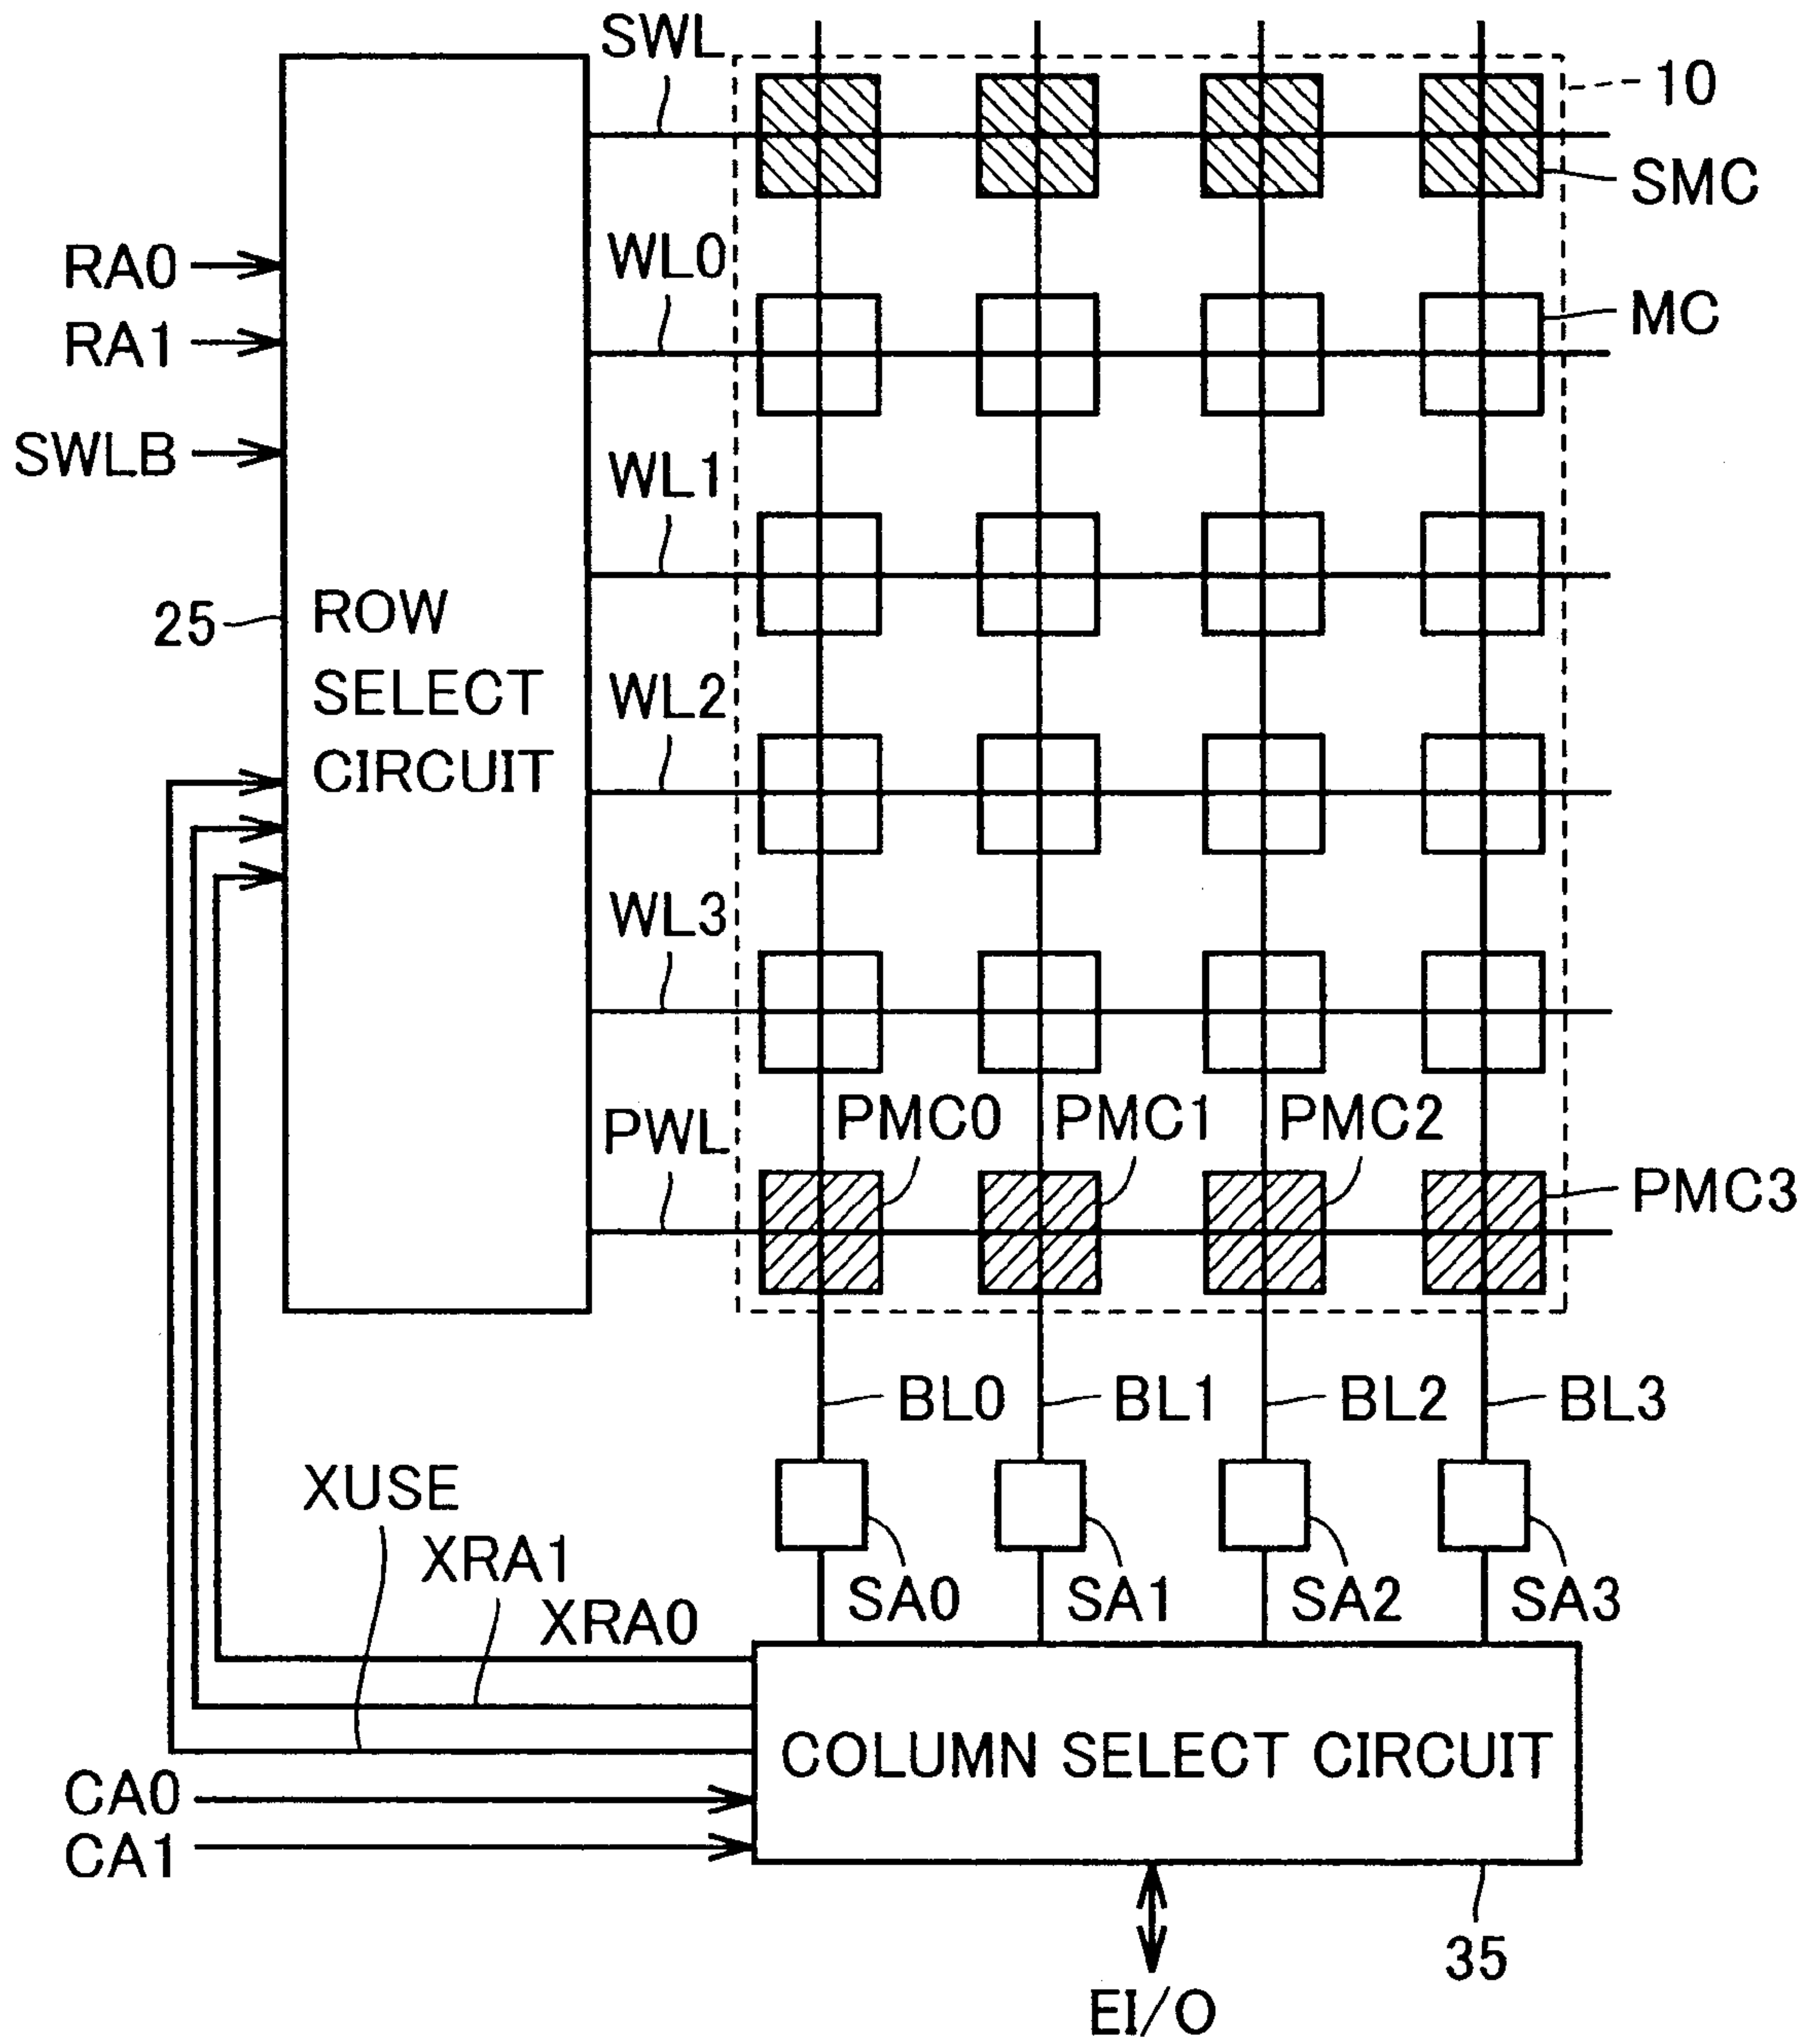 SWL
10
SMC
RA0
WL0
MC
RA1
SWLB
WL1
25
ROW
SELECT
CIRCUIT
WL2
WL3
PWL
PMC0
PMC1
PMC2
PMC3
BL0
BL1
BL2
BL3
XUSE
XRA1
XRA0
SA0
SA1
SA2
SA3
COLUMN SELECT CIRCUIT
CA0
CA1
35
EI/O